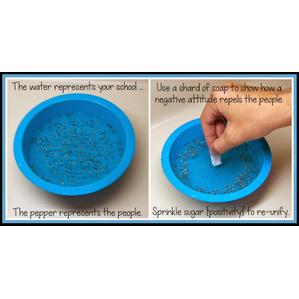 The water represents your school ...
The pepper represents the people.
Use a shard of soap to show how a
negative attitude repels the people.
Sprinkle sugar {positivity} to re-unify.